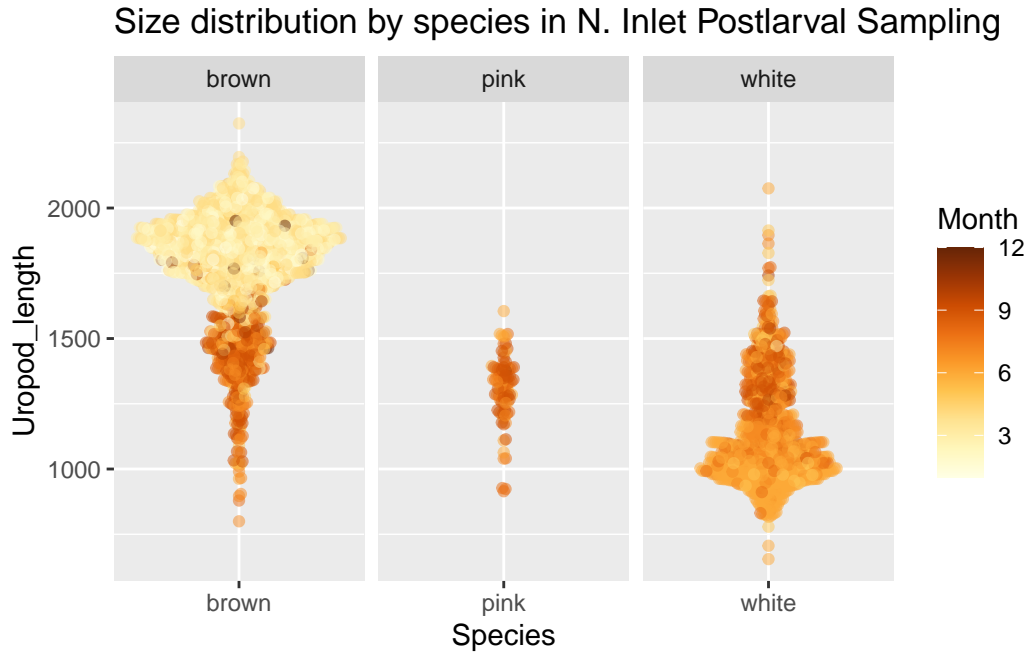 Size distribution by species in N. Inlet Postlarval Sampling
brown
pink
white
2000
1500
1000
Uropod_length
brown
pink
white
Species
Month
12
9
6
3